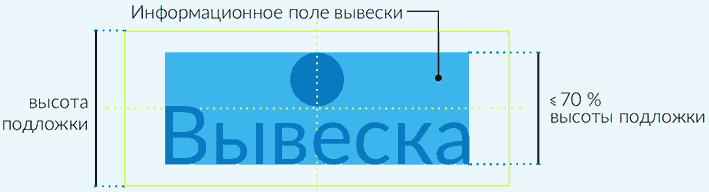 Информационное поле вывески
высота
подложки
Вывеска
⩽ 70 %
высоты подложки